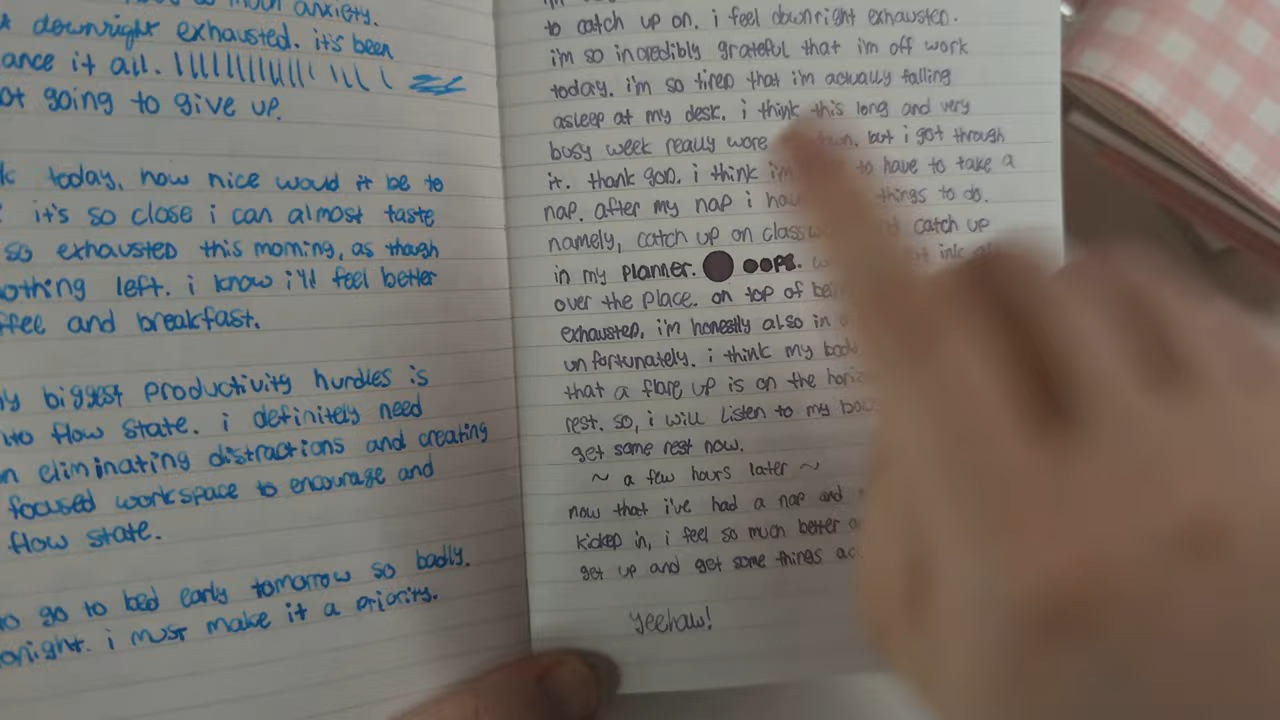 much anxiety.
downright exhausted. it's been
ance it all.
ot going to give up.
today. how nice would it be to
it's so close i can almost taste
so exhausted this morning, as though
othing left. i know i'll feel better
ffee and breakfast.
y biggest productivity hurdles is
nto flow state. i definitely need
n eliminating distractions and creating
focused workspace to encourage and
flow state.
o go to bed early tomorrow so badly.
onight. i must make it a priority.
to catch up on. i feel downright exhausted.
i'm so incredibly grateful that i'm off work
today. i'm so tired that i'm actually falling
asleep at my desk. i think this long and very
busy week really wore but i got through
it. thank god. i think i'm to have to take a
nap. after my nap i things to do.
namely, catch up on catch up
in my planner. oops. ink
over the place. on top of
exhausted, i'm honestly also in
unfortunately. i think my
that a flare up is on the
rest. so, i will listen to my
get some rest now.
~ a few hours later ~
now that i've had a nap and
kicked in, i feel so much better
get up and get some things
yeehaw!